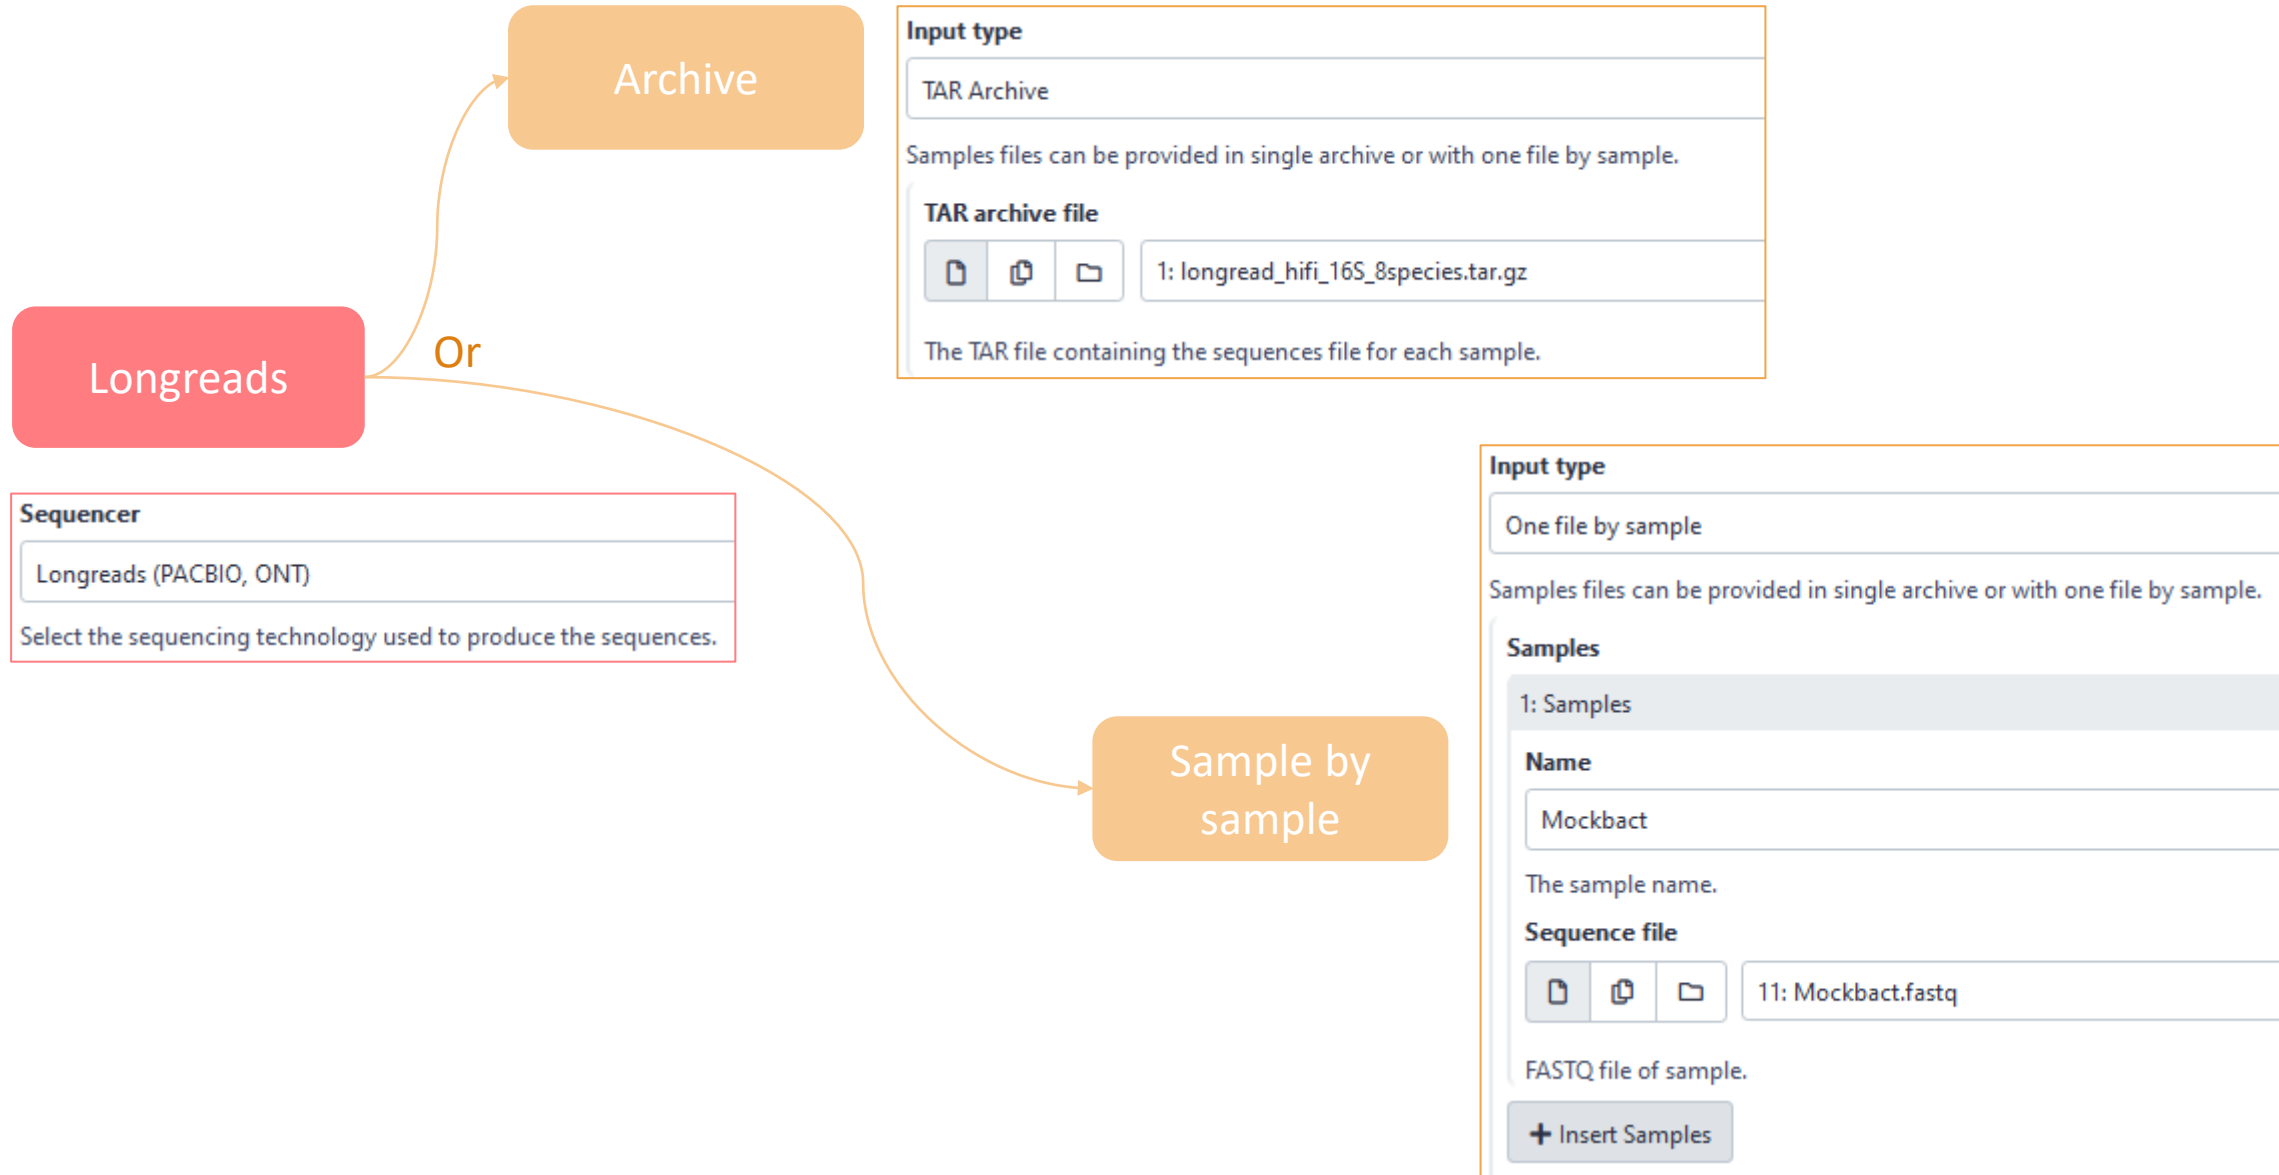 Archive
Input type
TAR Archive
Samples files can be provided in single archive or with one file by sample.
TAR archive file
1: longread_hifi_16S_8species.tar.gz
The TAR file containing the sequences file for each sample.
Or
Longreads
Sequencer
Longreads (PACBIO, ONT)
Select the sequencing technology used to produce the sequences.
Sample by
sample
Input type
One file by sample
Samples files can be provided in single archive or with one file by sample.
Samples
1: Samples
Name
Mockbact
The sample name.
Sequence file
11: Mockbact.fastq
FASTQ file of sample.
+ Insert Samples